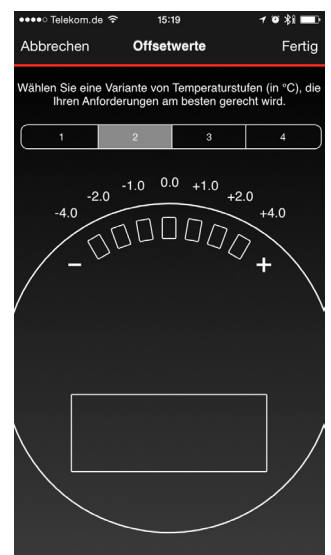 ●●●●○ Telekom.de 15:19
Abbrechen Offsetwerte Fertig
Wählen Sie eine Variante von Temperaturstufen (in °C), die
Ihren Anforderungen am besten gerecht wird.
1 2 3 4
-4.0 -2.0 -1.0 0.0 +1.0 +2.0 +4.0
− +